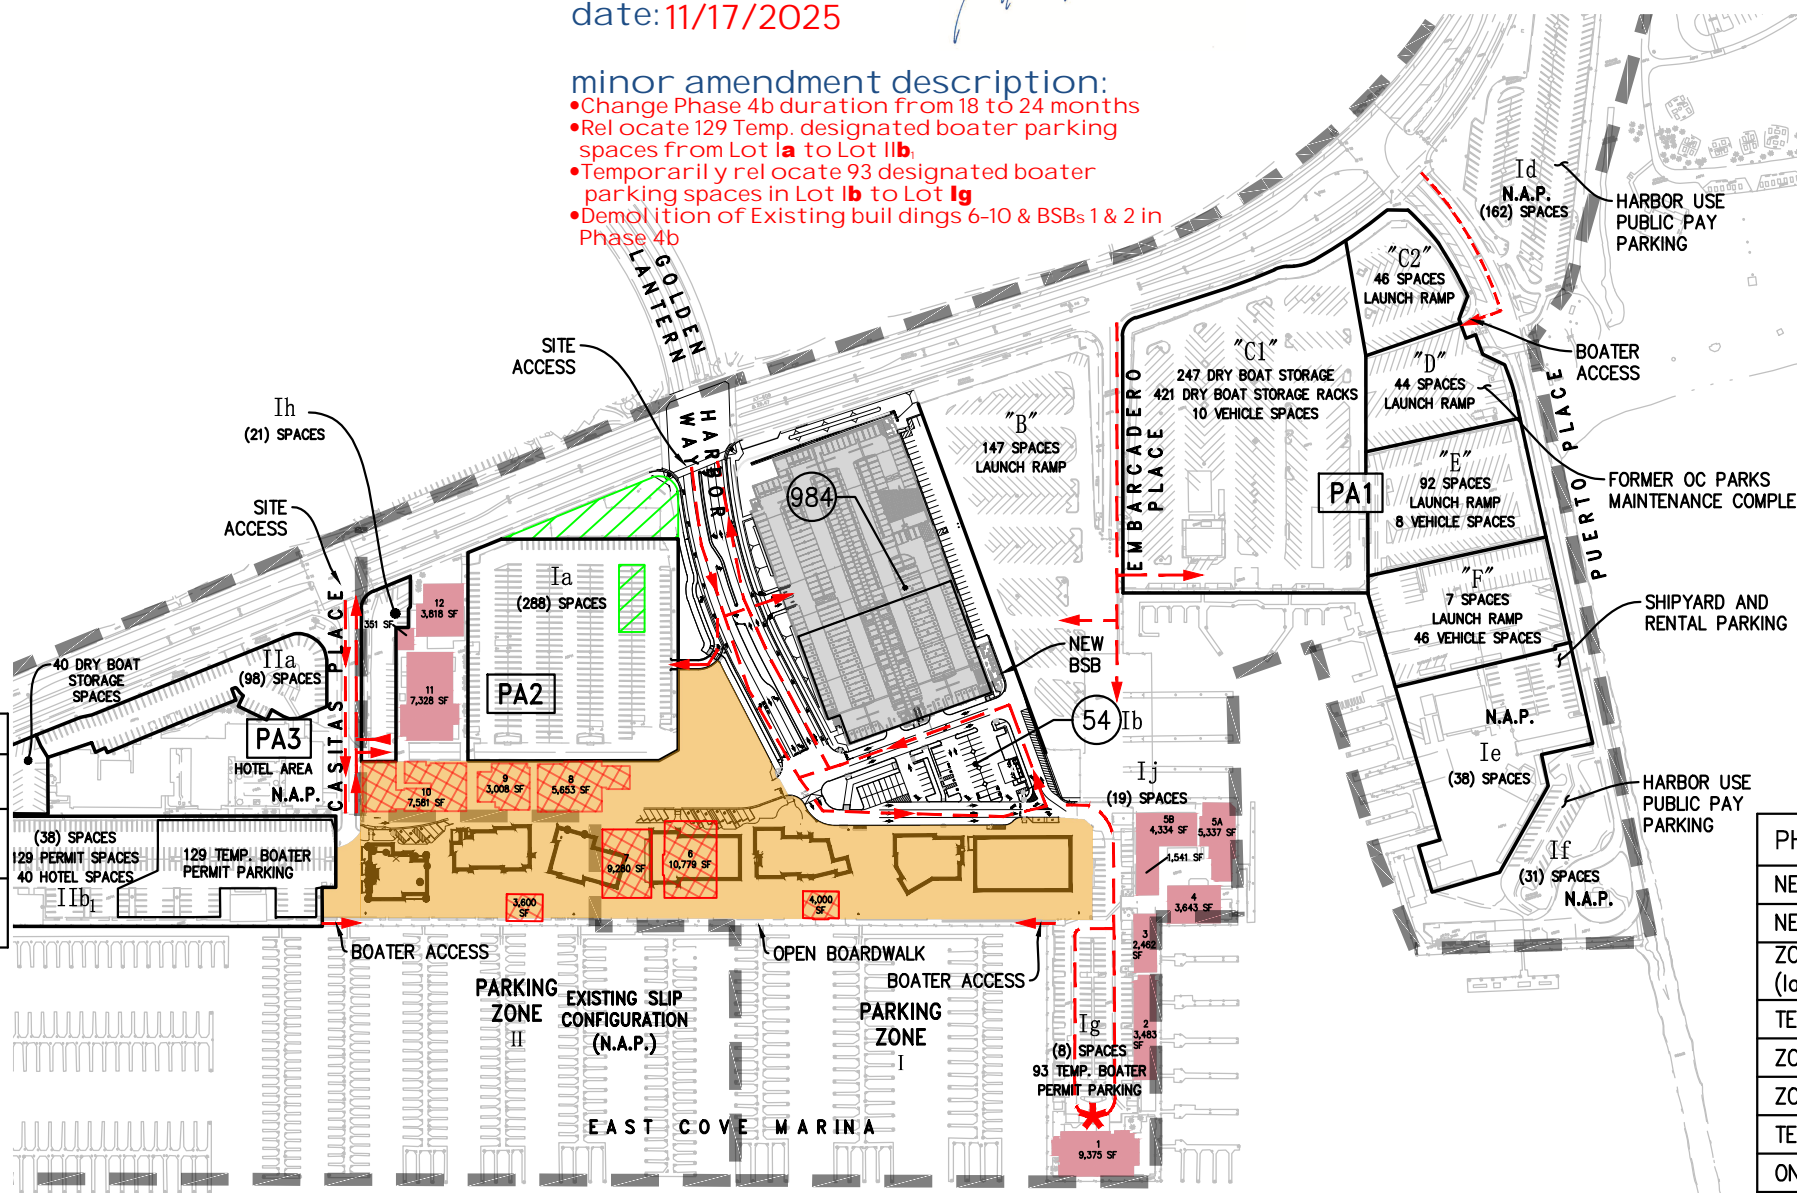 date: 11/17/2025
minor amendment description:
•Change Phase 4b duration from 18 to 24 months
•Relocate 129 Temp. designated boater parking
spaces from Lot Ia to Lot IIb1
•Temporarily relocate 93 designated boater
parking spaces in Lot Ib to Lot Ig
•Demolition of Existing buildings 6-10 & BSBs 1 & 2 in
Phase 4b
GOLDEN
LANTERN
HARBOR
WAY
SITE
ACCESS
Ih
(21) SPACES
SITE
ACCESS
CASITAS PLACE
351 SF
12
3,816 SF
11
7,328 SF
Ia
(288) SPACES
PA2
984
"B"
147 SPACES
LAUNCH RAMP
EMBARCADERO
PLACE
"C1"
247 DRY BOAT STORAGE
421 DRY BOAT STORAGE RACKS
10 VEHICLE SPACES
"C2"
46 SPACES
LAUNCH RAMP
Id
N.A.P.
(162) SPACES
HARBOR USE
PUBLIC PAY
PARKING
BOATER
ACCESS
"D"
44 SPACES
LAUNCH RAMP
PUERTO PLACE
PA1
"E"
92 SPACES
LAUNCH RAMP
8 VEHICLE SPACES
FORMER OC PARKS
MAINTENANCE COMPLE
"F"
7 SPACES
LAUNCH RAMP
46 VEHICLE SPACES
SHIPYARD AND
RENTAL PARKING
N.A.P.
Ie
(38) SPACES
HARBOR USE
PUBLIC PAY
PARKING
If
(31) SPACES
N.A.P.
40 DRY BOAT
STORAGE
SPACES
IIa
(98) SPACES
PA3
HOTEL AREA
N.A.P.
NEW
BSB
54
Ib
Ij
(19) SPACES
10
7,581 SF
9
3,008 SF
8
5,653 SF
7
9,280 SF
6
10,779 SF
3,600
SF
4,000
SF
5B
4,334 SF
5A
5,337 SF
1,541 SF
4
3,643 SF
3
2,462
SF
2
3,483
SF
1
9,375 SF
(38) SPACES
129 PERMIT SPACES
40 HOTEL SPACES
IIb1
129 TEMP. BOATER
PERMIT PARKING
BOATER ACCESS
OPEN BOARDWALK
BOATER ACCESS
PARKING
ZONE
II
EXISTING SLIP
CONFIGURATION
(N.A.P.)
PARKING
ZONE
I
Ig
(8) SPACES
93 TEMP. BOATER
PERMIT PARKING
*
EAST COVE MARINA
PH
NE
NE
ZO
(Ia
TE
ZO
ZO
TE
ON